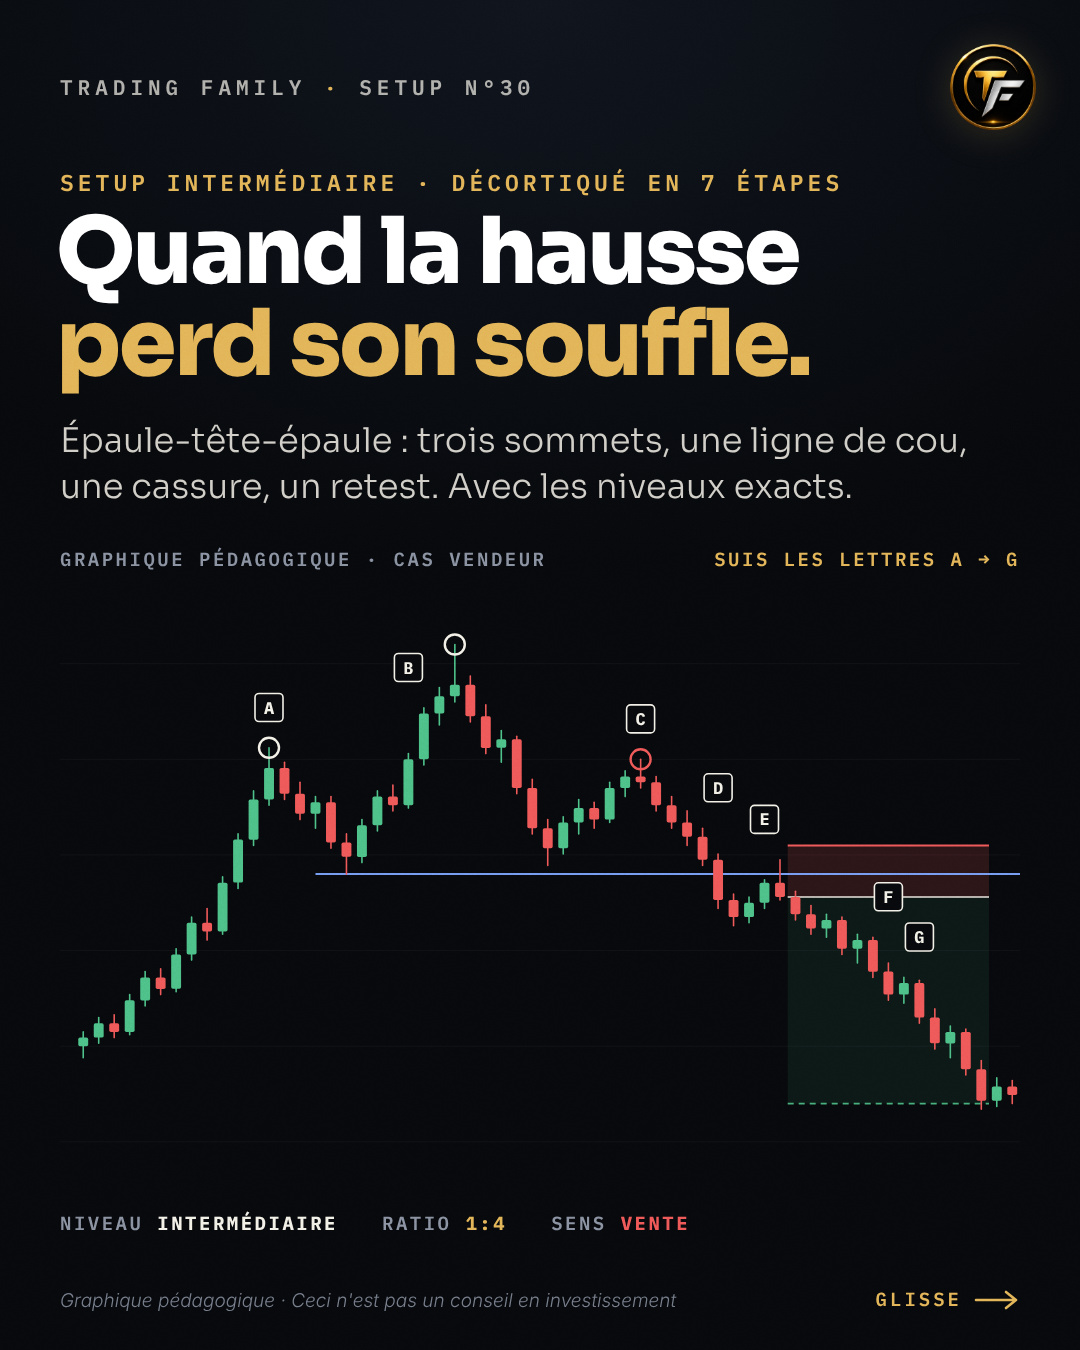 TRADING FAMILY · SETUP N°30
TF
SETUP INTERMÉDIAIRE · DÉCORTIQUÉ EN 7 ÉTAPES
Quand la hausse
perd son souffle.
Épaule-tête-épaule : trois sommets, une ligne de cou,
une cassure, un retest. Avec les niveaux exacts.
GRAPHIQUE PÉDAGOGIQUE · CAS VENDEUR
SUIS LES LETTRES A → G
A
B
C
D
E
F
G
NIVEAU INTERMÉDIAIRE RATIO 1:4 SENS VENTE
Graphique pédagogique · Ceci n'est pas un conseil en investissement
GLISSE →